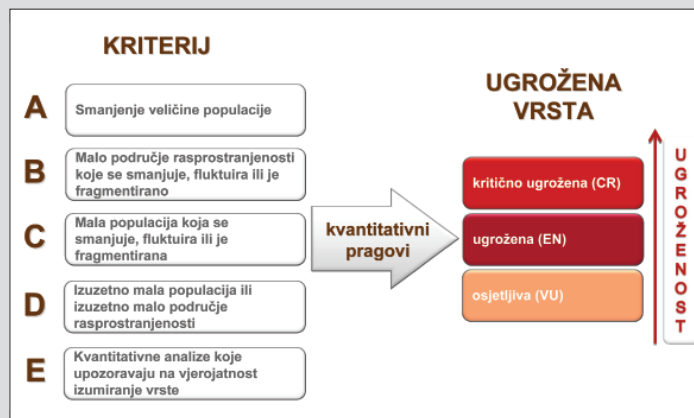 KRITERIJ
A
Smanjenje veličine populacije
B
Malo područje rasprostranjenosti
koje se smanjuje, fluktuira ili je
fragmentirano
C
Mala populacija koja se
smanjuje, fluktuira ili je
fragmentirana
D
Izuzetno mala populacija ili
izuzetno malo područje
rasprostranjenosti
E
Kvantitativne analize koje
upozoravaju na vjerojatnost
izumiranje vrste
kvantitativni
pragovi
UGROŽENA
VRSTA
kritično ugrožena (CR)
ugrožena (EN)
osjetljiva (VU)
UGROŽENOST